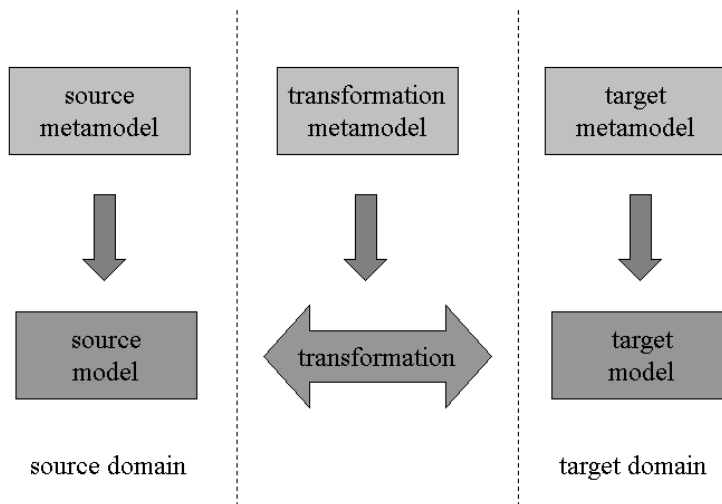 source
metamodel
transformation
metamodel
target
metamodel
source
model
transformation
target
model
source domain
target domain